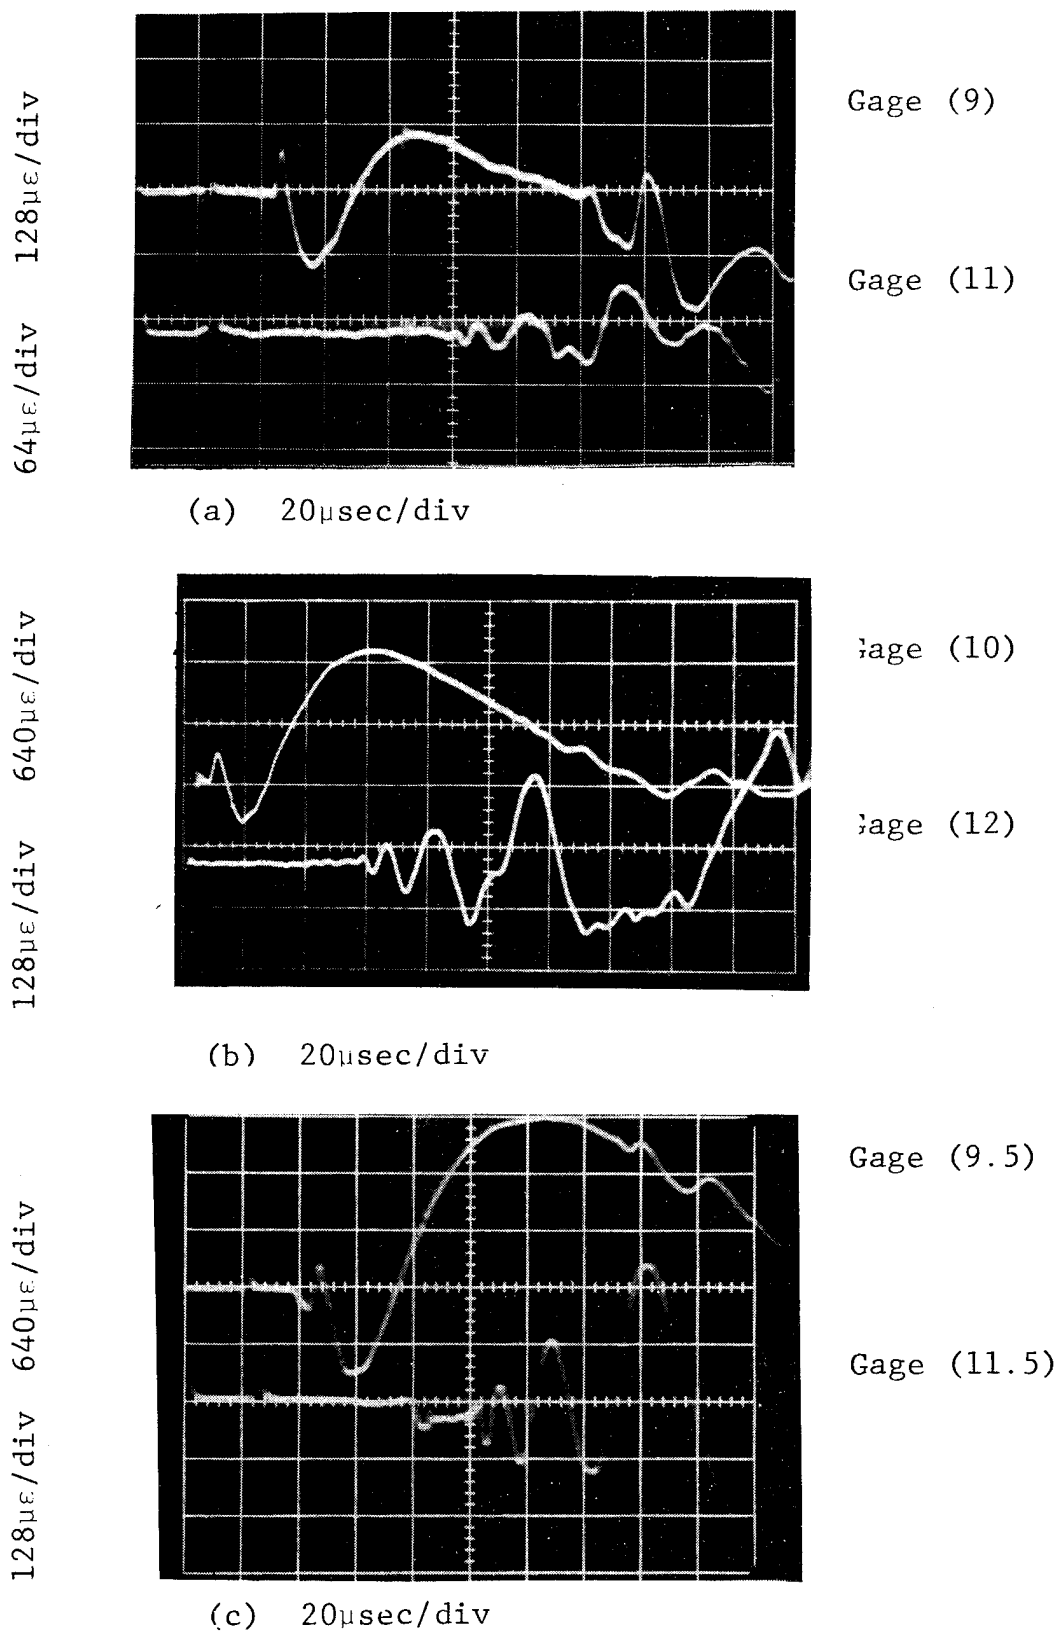 128με/div
Gage (9)
64με/div
Gage (11)
(a) 20μsec/div
640με/div
Gage (10)
128με/div
Gage (12)
(b) 20μsec/div
640με/div
Gage (9.5)
128με/div
Gage (11.5)
(c) 20μsec/div